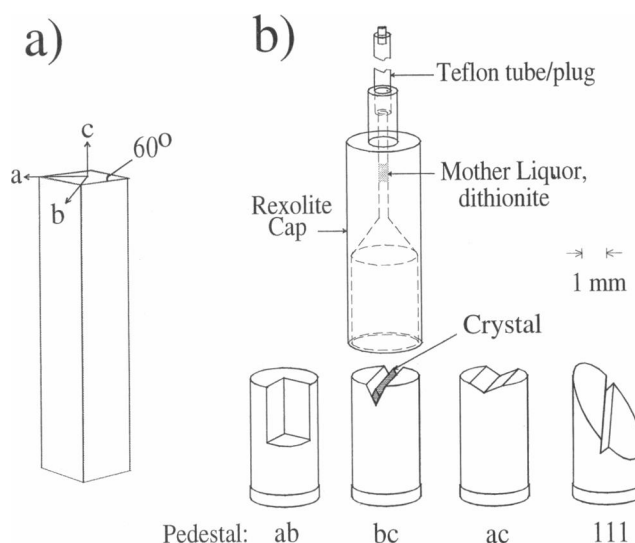 a)
b)
c
60°
a
b
Teflon tube/plug
Mother Liquor,
dithionite
Rexolite
Cap
1 mm
Crystal
Pedestal: ab bc ac 111